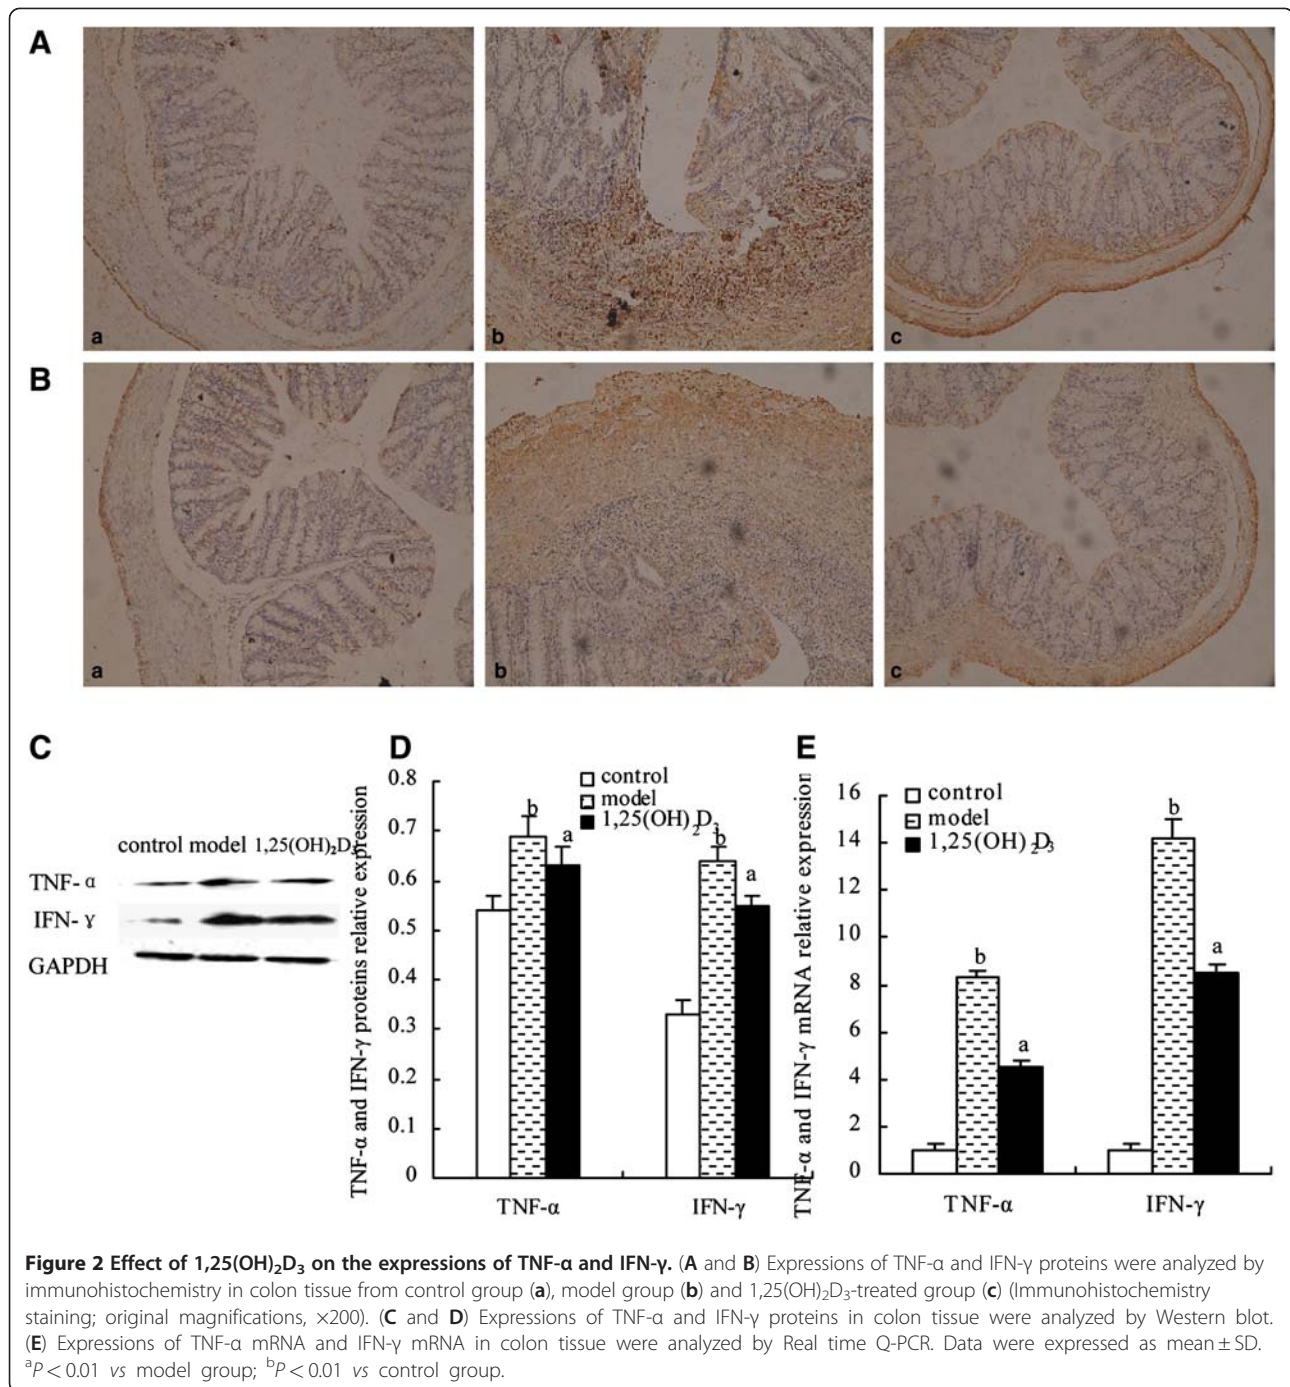 A
a
b
c
B
a
b
c
C
control model 1,25(OH)₂D₃
TNF-α
IFN-γ
GAPDH
D
TNF-α and IFN-γ proteins relative expression
0.8
0.7
0.6
0.5
0.4
0.3
0.2
0.1
0
control
model
1,25(OH)₂D₃
b
a
b
a
TNF-α
IFN-γ
E
TNF-α and IFN-γ mRNA relative expression
16
14
12
10
8
6
4
2
0
control
model
1,25(OH)₂D₃
b
a
b
a
TNF-α
IFN-γ
Figure 2 Effect of 1,25(OH)₂D₃ on the expressions of TNF-α and IFN-γ. (A and B) Expressions of TNF-α and IFN-γ proteins were analyzed by
immunohistochemistry in colon tissue from control group (a), model group (b) and 1,25(OH)₂D₃-treated group (c) (Immunohistochemistry
staining; original magnifications, ×200). (C and D) Expressions of TNF-α and IFN-γ proteins in colon tissue were analyzed by Western blot.
(E) Expressions of TNF-α mRNA and IFN-γ mRNA in colon tissue were analyzed by Real time Q-PCR. Data were expressed as mean ± SD.
ᵃP < 0.01 vs model group; ᵇP < 0.01 vs control group.